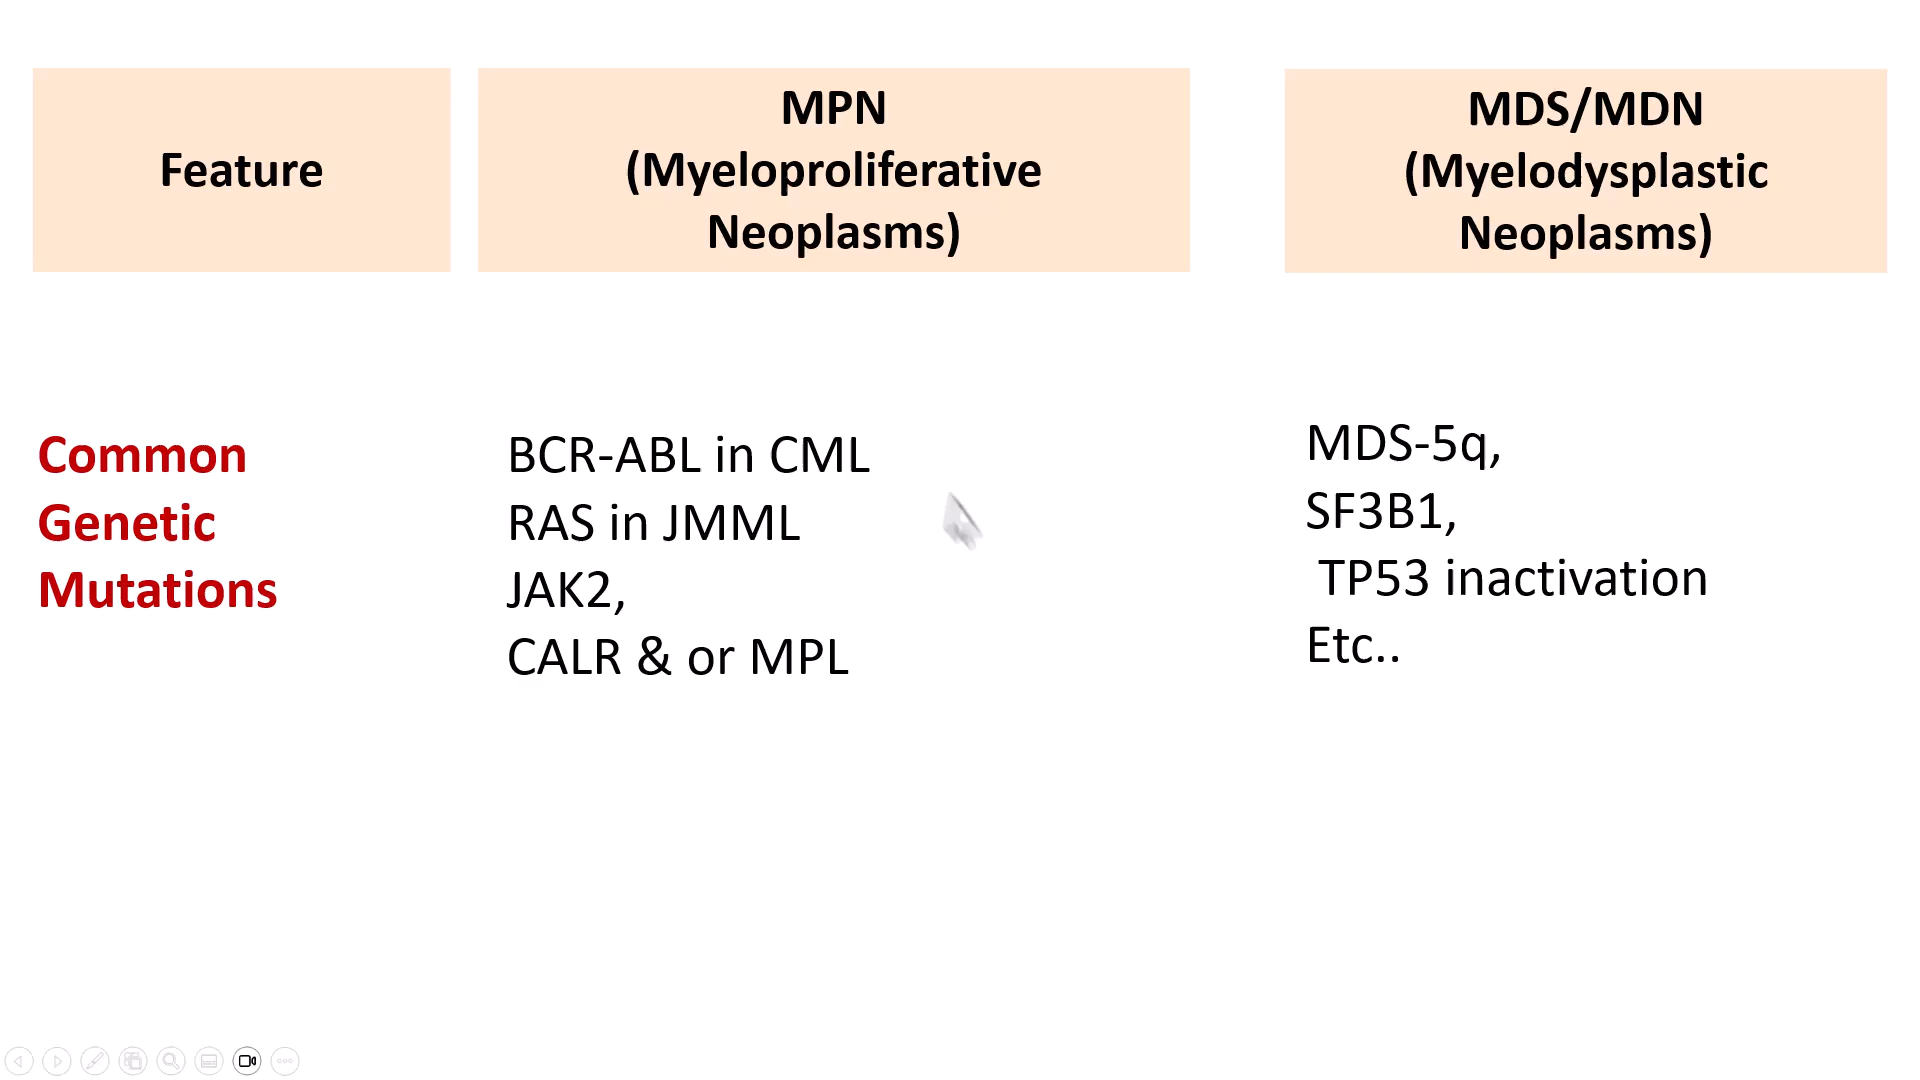 Feature
MPN
(Myeloproliferative
Neoplasms)
MDS/MDN
(Myelodysplastic
Neoplasms)
Common
Genetic
Mutations
BCR-ABL in CML
RAS in JMML
JAK2,
CALR & or MPL
MDS-5q,
SF3B1,
TP53 inactivation
Etc..